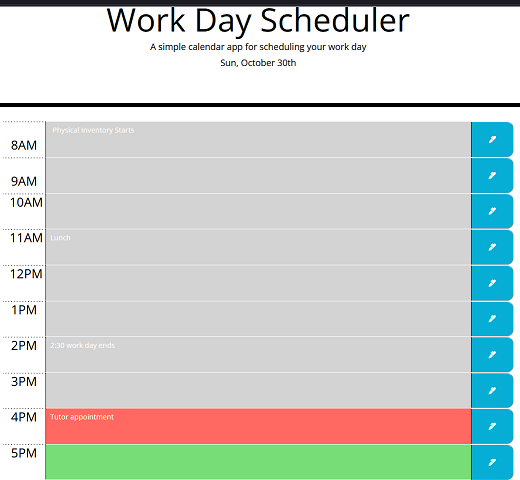 Work Day Scheduler
A simple calendar app for scheduling your work day
Sun, October 30th
8AM Physical Inventory Starts
9AM
10AM
11AM Lunch
12PM
1PM
2PM 2:30 work day ends
3PM
4PM Tutor appointment
5PM